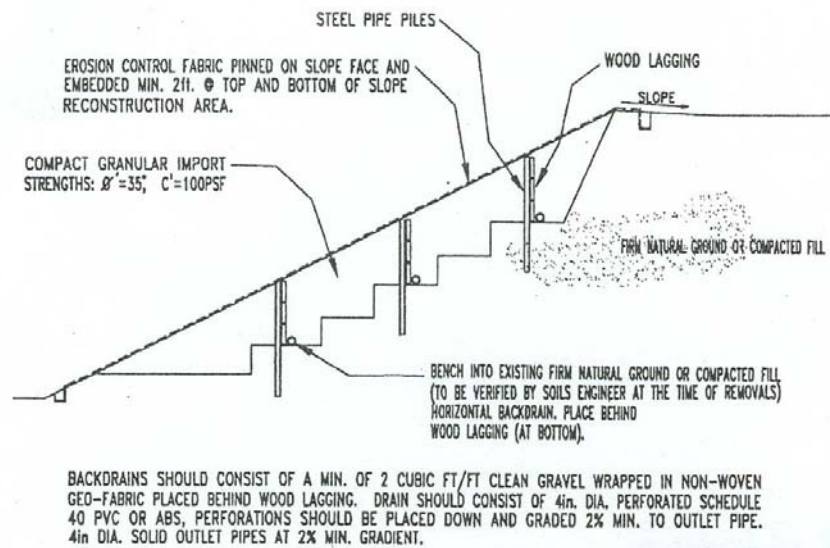 STEEL PIPE PILES
WOOD LAGGING
EROSION CONTROL FABRIC PINNED ON SLOPE FACE AND
EMBEDDED MIN. 2ft. @ TOP AND BOTTOM OF SLOPE
RECONSTRUCTION AREA.
SLOPE
COMPACT GRANULAR IMPORT
STRENGTHS: Ø'=35°, C'=100PSF
FIRM NATURAL GROUND OR COMPACTED FILL
BENCH INTO EXISTING FIRM NATURAL GROUND OR COMPACTED FILL
(TO BE VERIFIED BY SOILS ENGINEER AT THE TIME OF REMOVALS)
HORIZONTAL BACKDRAIN. PLACE BEHIND
WOOD LAGGING (AT BOTTOM).
BACKDRAINS SHOULD CONSIST OF A MIN. OF 2 CUBIC FT/FT CLEAN GRAVEL WRAPPED IN NON-WOVEN
GEO-FABRIC PLACED BEHIND WOOD LAGGING. DRAIN SHOULD CONSIST OF 4in. DIA. PERFORATED SCHEDULE
40 PVC OR ABS, PERFORATIONS SHOULD BE PLACED DOWN AND GRADED 2% MIN. TO OUTLET PIPE.
4in DIA. SOLID OUTLET PIPES AT 2% MIN. GRADIENT.